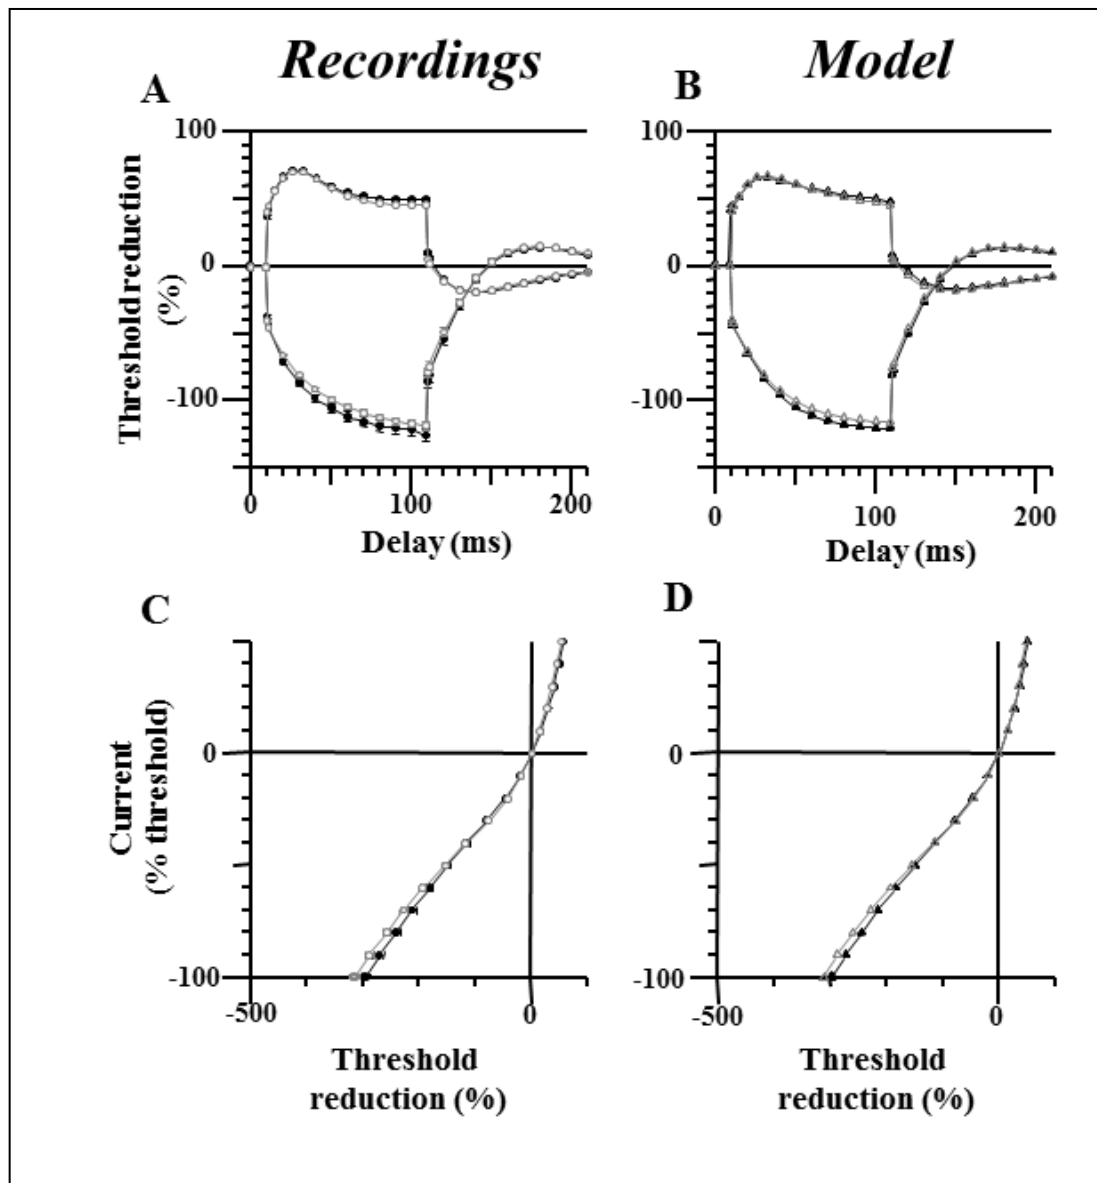 Recordings
Model
A
B
100
0
-100
Threshold reduction
(%)
0
100
200
Delay (ms)
100
0
-100
0
100
200
Delay (ms)
C
D
Current
(% threshold)
0
-100
-500
0
Threshold
reduction (%)
0
-100
-500
0
Threshold
reduction (%)